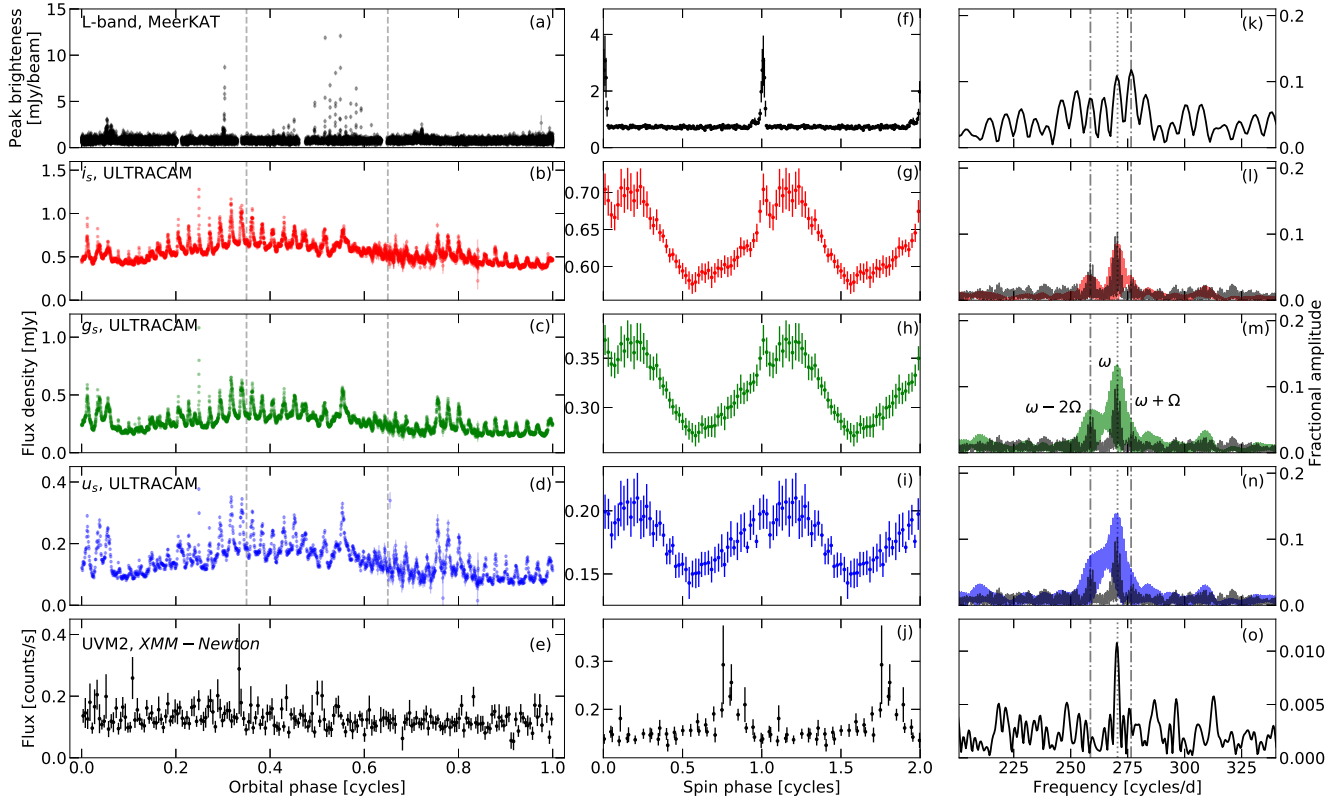 L-band, MeerKAT
(a)
(f)
(k)
Peak brighteness
[mJy/beam]
15
10
5
0
4
2
0
0.2
0.1
0.0
i_s, ULTRACAM
(b)
(g)
(l)
1.5
1.0
0.5
0.0
0.70
0.65
0.60
0.2
0.1
0.0
g_s, ULTRACAM
(c)
(h)
(m)
Flux density [mJy]
1.0
0.5
0.0
0.35
0.30
ω
ω − 2Ω
ω + Ω
0.2
0.1
0.0
Fractional amplitude
u_s, ULTRACAM
(d)
(i)
(n)
0.4
0.2
0.0
0.20
0.15
0.2
0.1
0.0
UVM2, XMM − Newton
(e)
(j)
(o)
Flux [counts/s]
0.4
0.2
0.0
0.3
0.2
0.010
0.005
0.000
0.0 0.2 0.4 0.6 0.8 1.0
0.0 0.5 1.0 1.5 2.0
225 250 275 300 325
Orbital phase [cycles]
Spin phase [cycles]
Frequency [cycles/d]